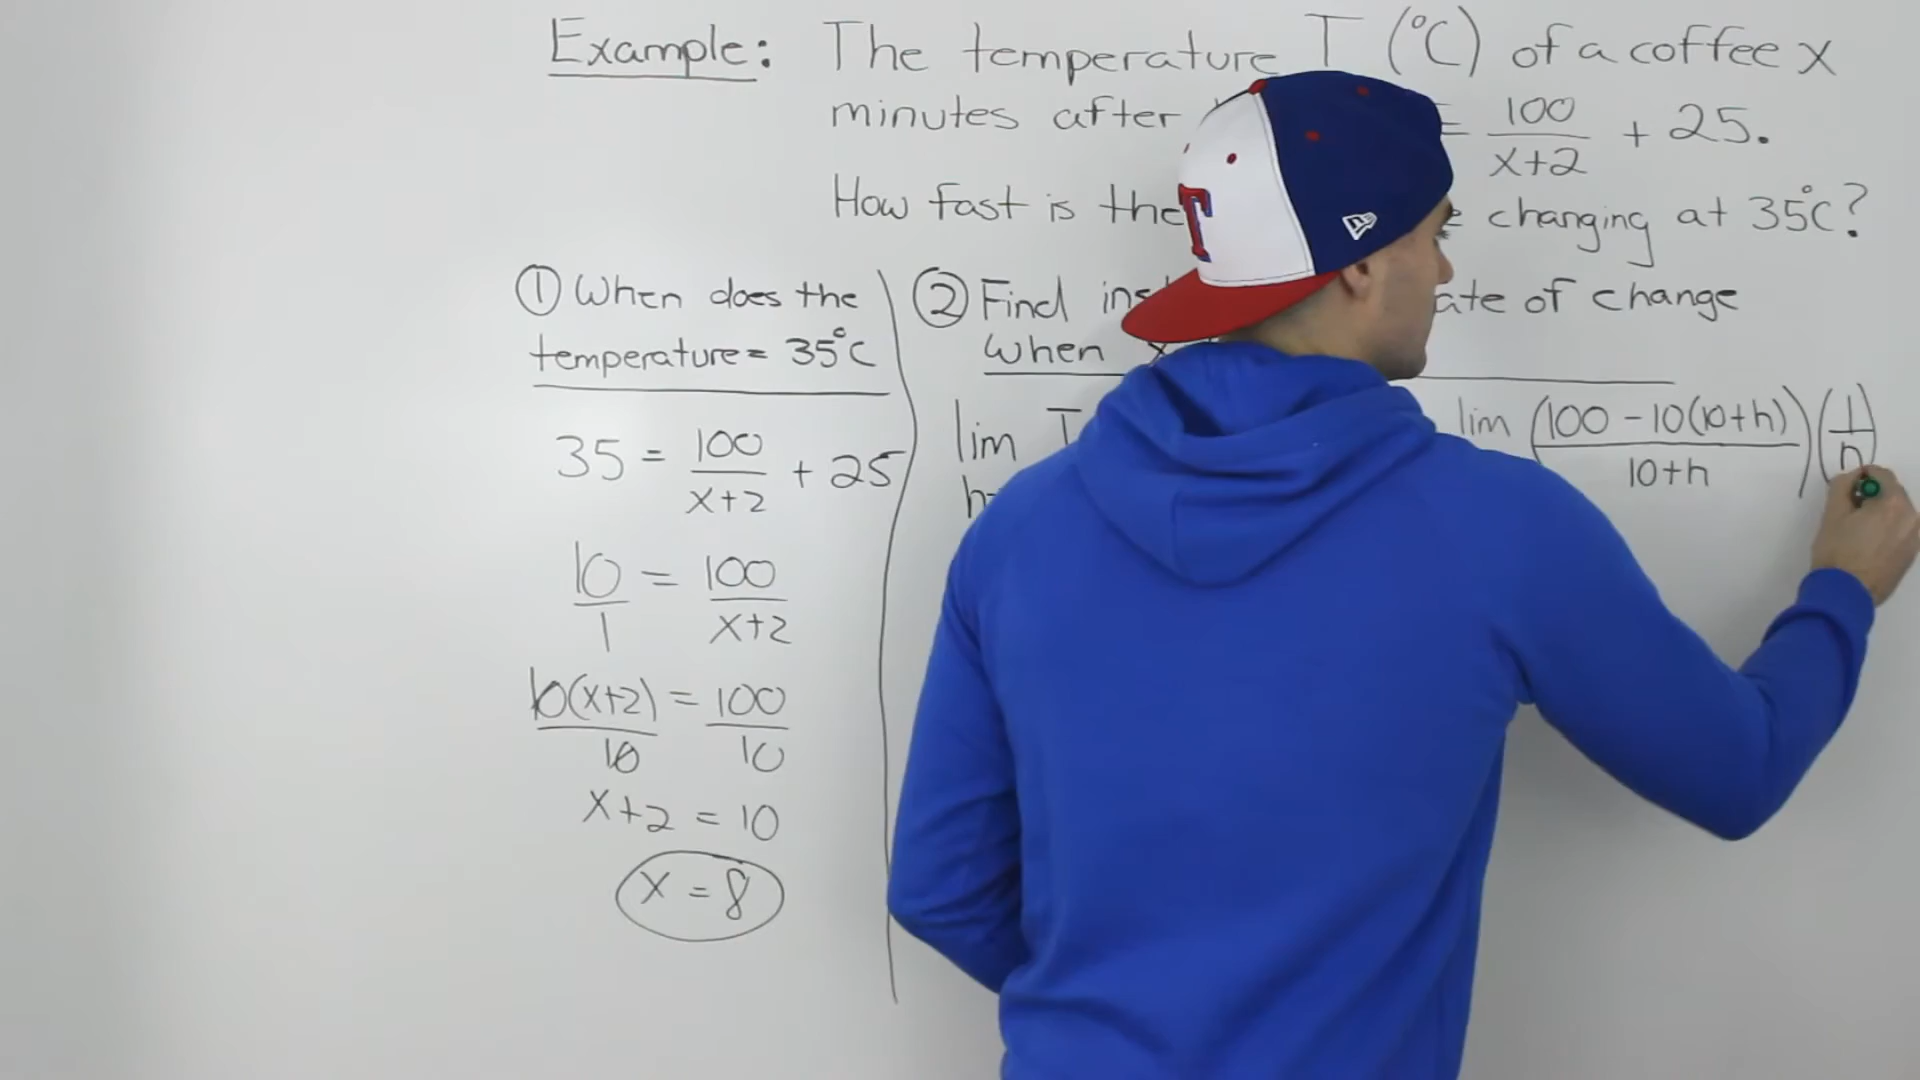 Example: The temperature T (°C) of a coffee x
minutes after = 100/(x+2) + 25.
How fast is the changing at 35°C?
① When does the
temperature = 35°C
35 = 100/(x+2) + 25
10/1 = 100/(x+2)
10(x+2)/10 = 100/10
x+2 = 10
x = 8
② Find of change
when x
lim T lim ((100 - 10(10+h))/(10+h)) (1/h)
T